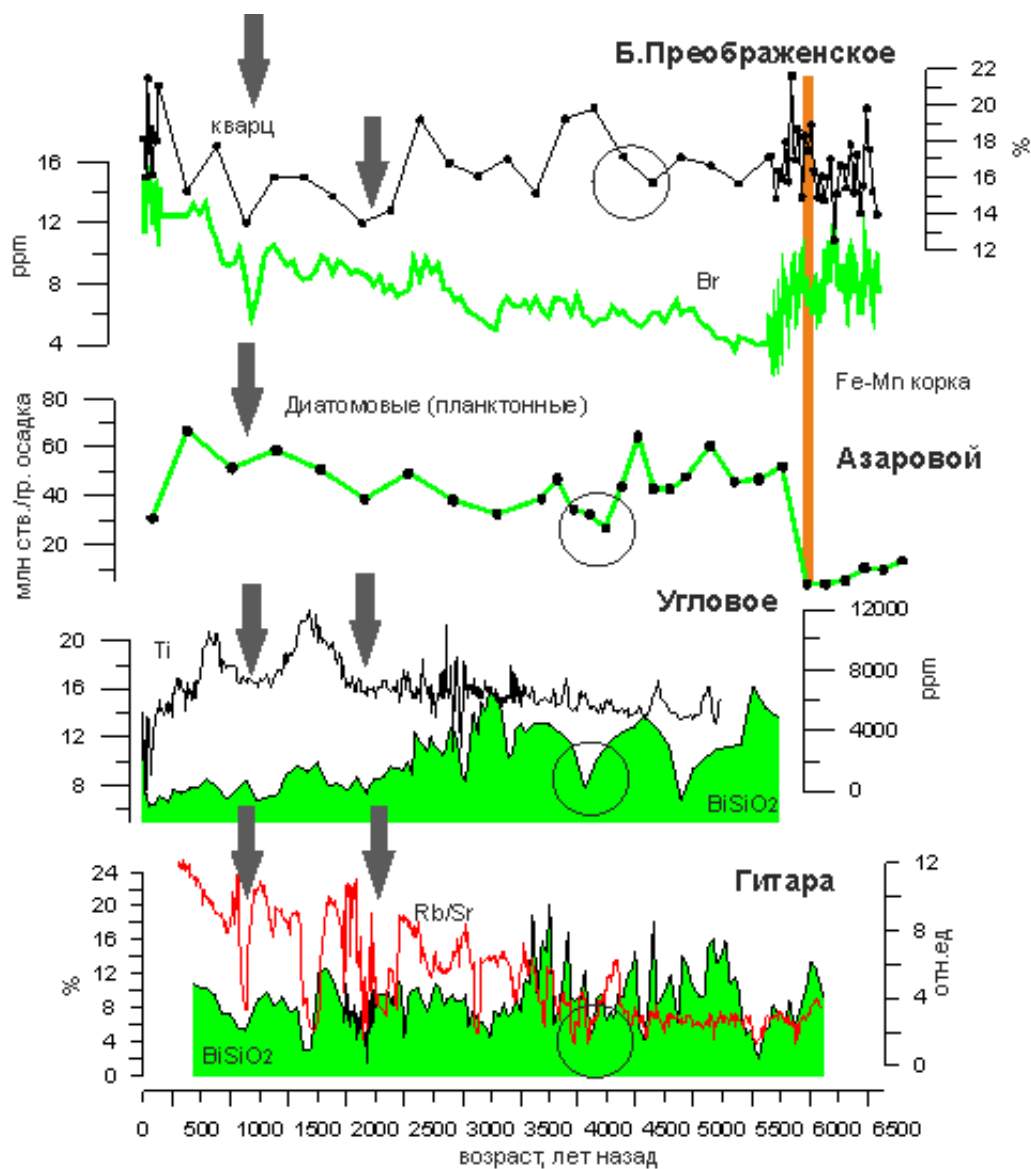 Б.Преображенское
22
20
18
16
14
12
%
кварц
16
12
8
4
ppm
Br
Fe-Mn корка
80
60
40
20
млн ств./гр. осадка
Диатомовые (планктонные)
Азаровой
Угловое
20
16
12
8
Ti
12000
8000
4000
0
ppm
BiSiO2
Гитара
24
20
16
12
8
4
0
%
Rb/Sr
12
8
4
0
отн.ед
BiSiO2
0 500 1000 1500 2000 2500 3000 3500 4000 4500 5000 5500 6000 6500
возраст, лет назад